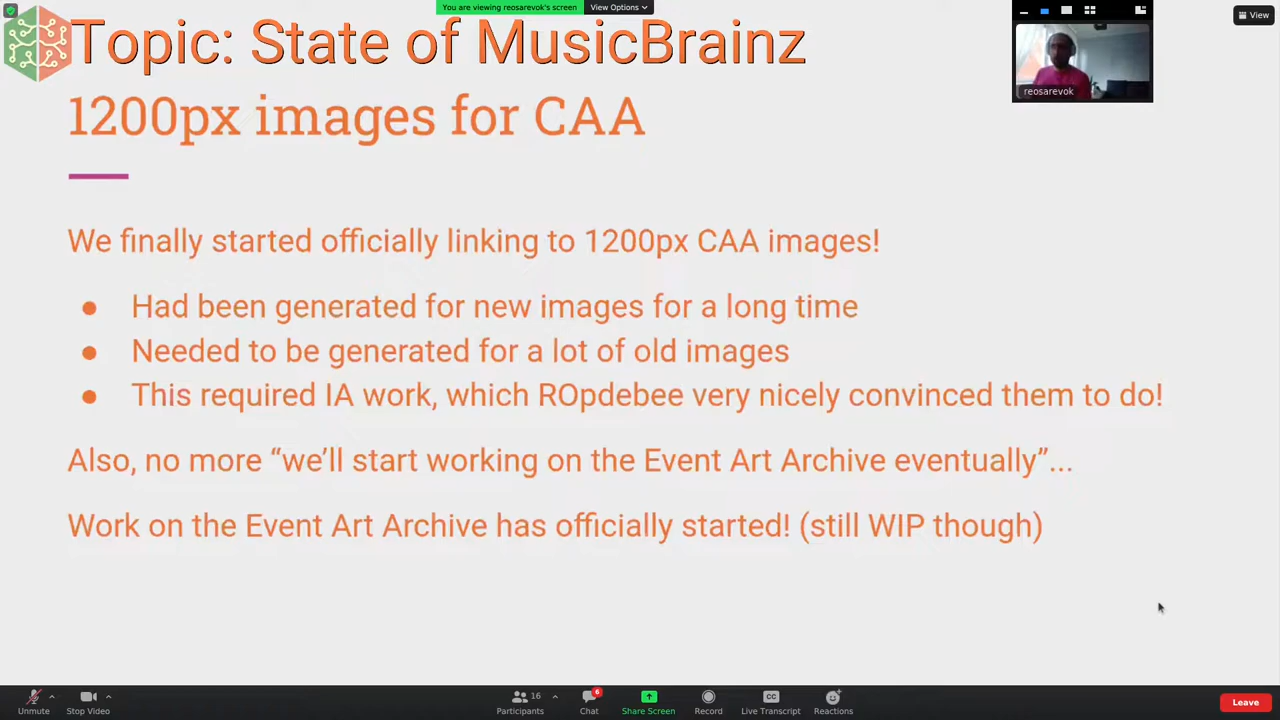 You are viewing reosarevok's screen
View Options
View
Topic: State of MusicBrainz
reosarevok
1200px images for CAA
We finally started officially linking to 1200px CAA images!
● Had been generated for new images for a long time
● Needed to be generated for a lot of old images
● This required IA work, which ROpdebee very nicely convinced them to do!
Also, no more “we’ll start working on the Event Art Archive eventually”...
Work on the Event Art Archive has officially started! (still WIP though)
Unmute
Stop Video
Participants 16
Chat 6
Share Screen
Record
CC Live Transcript
Reactions
Leave